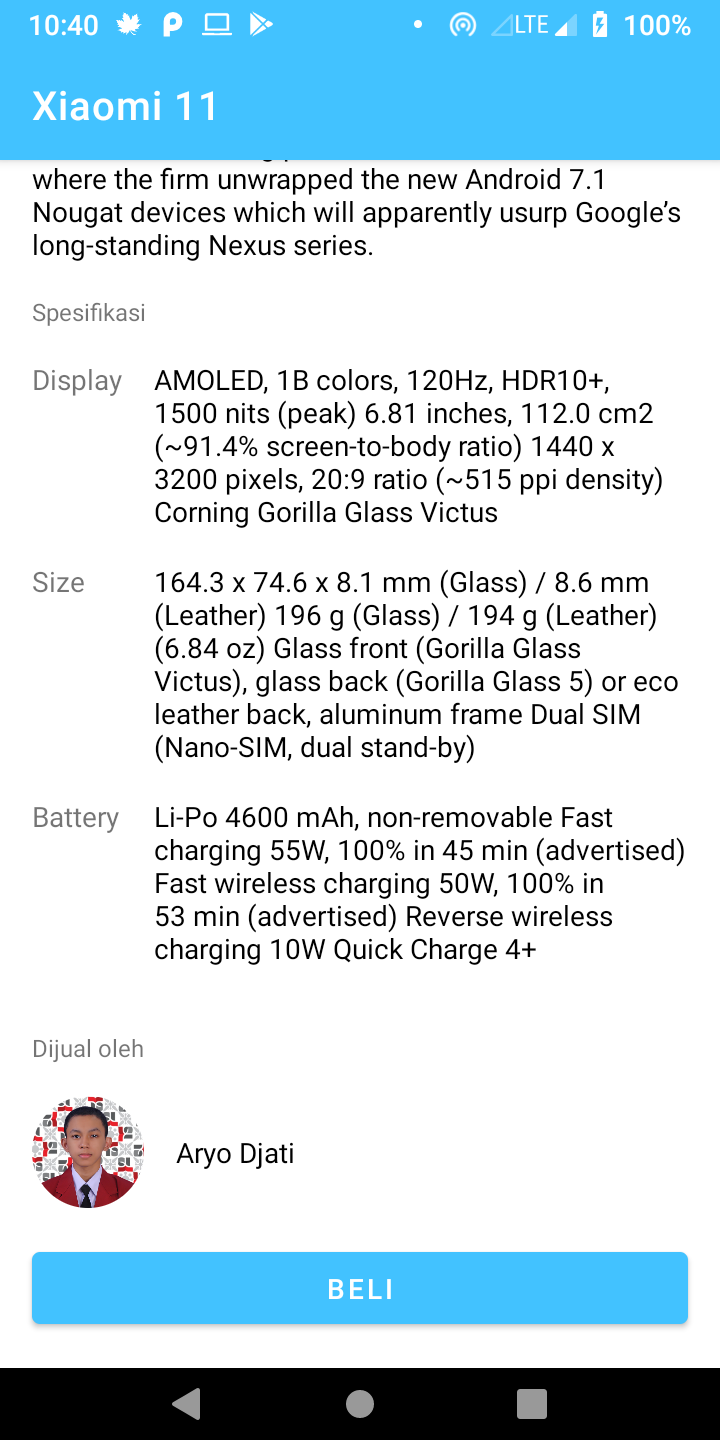 10:40
LTE
100%
Xiaomi 11
where the firm unwrapped the new Android 7.1
Nougat devices which will apparently usurp Google’s
long-standing Nexus series.
Spesifikasi
Display
AMOLED, 1B colors, 120Hz, HDR10+,
1500 nits (peak) 6.81 inches, 112.0 cm2
(~91.4% screen-to-body ratio) 1440 x
3200 pixels, 20:9 ratio (~515 ppi density)
Corning Gorilla Glass Victus
Size
164.3 x 74.6 x 8.1 mm (Glass) / 8.6 mm
(Leather) 196 g (Glass) / 194 g (Leather)
(6.84 oz) Glass front (Gorilla Glass
Victus), glass back (Gorilla Glass 5) or eco
leather back, aluminum frame Dual SIM
(Nano-SIM, dual stand-by)
Battery
Li-Po 4600 mAh, non-removable Fast
charging 55W, 100% in 45 min (advertised)
Fast wireless charging 50W, 100% in
53 min (advertised) Reverse wireless
charging 10W Quick Charge 4+
Dijual oleh
Aryo Djati
BELI